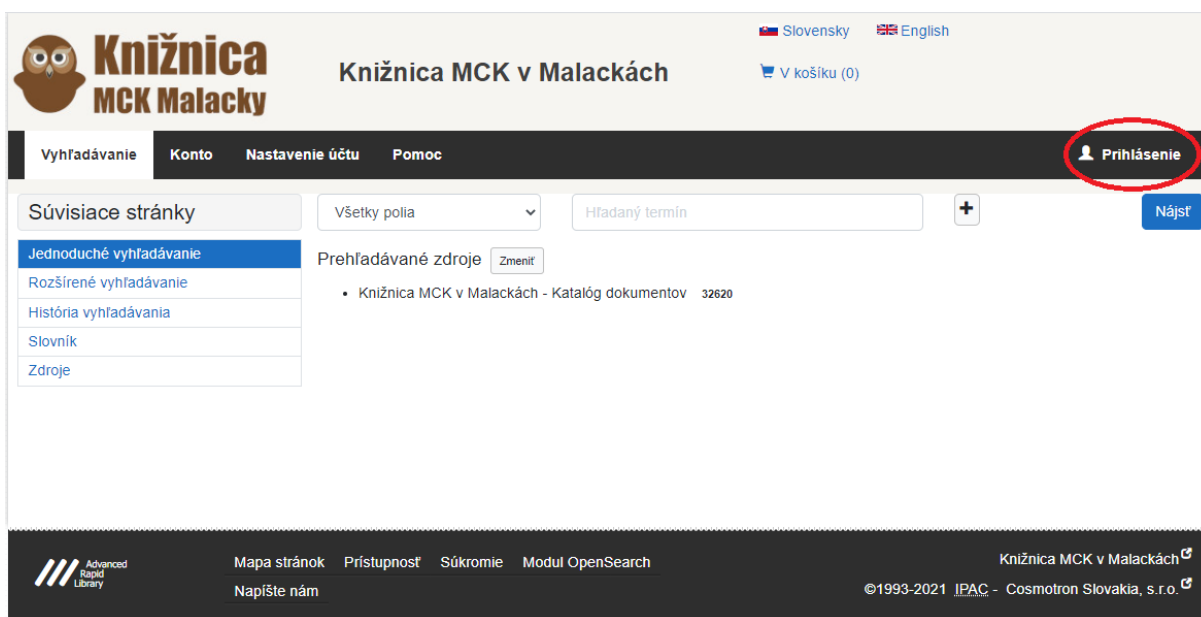 Knižnica
MCK Malacky
Knižnica MCK v Malackách
Slovensky English
V košíku (0)
Vyhľadávanie Konto Nastavenie účtu Pomoc Prihlásenie
Súvisiace stránky
Jednoduché vyhľadávanie
Rozšírené vyhľadávanie
História vyhľadávania
Slovník
Zdroje
Všetky polia Hľadaný termín + Nájsť
Prehľadávané zdroje Zmeniť
• Knižnica MCK v Malackách - Katalóg dokumentov 32620
Advanced
Rapid
Library
Mapa stránok Prístupnosť Súkromie Modul OpenSearch
Napíšte nám
Knižnica MCK v Malackách
©1993-2021 IPAC - Cosmotron Slovakia, s.r.o.